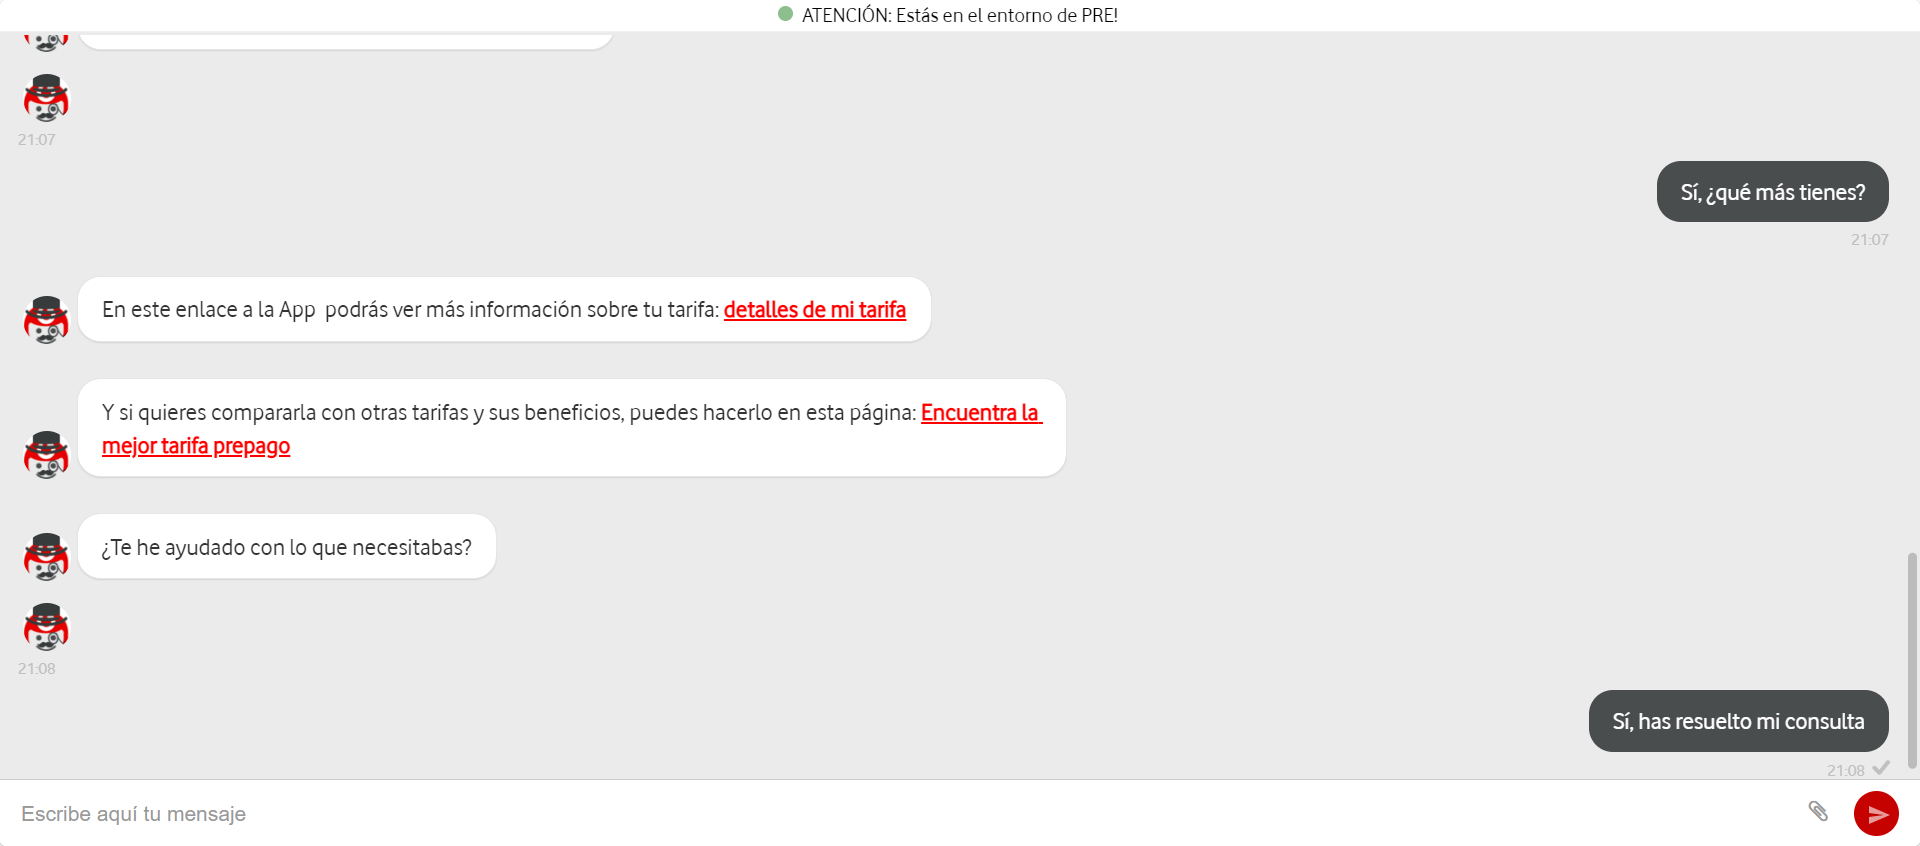 ATENCIÓN: Estás en el entorno de PRE!
21:07
Sí, ¿qué más tienes?
21:07
En este enlace a la App  podrás ver más información sobre tu tarifa: detalles de mi tarifa
Y si quieres compararla con otras tarifas y sus beneficios, puedes hacerlo en esta página: Encuentra la
mejor tarifa prepago
¿Te he ayudado con lo que necesitabas?
21:08
Sí, has resuelto mi consulta
21:08
Escribe aquí tu mensaje